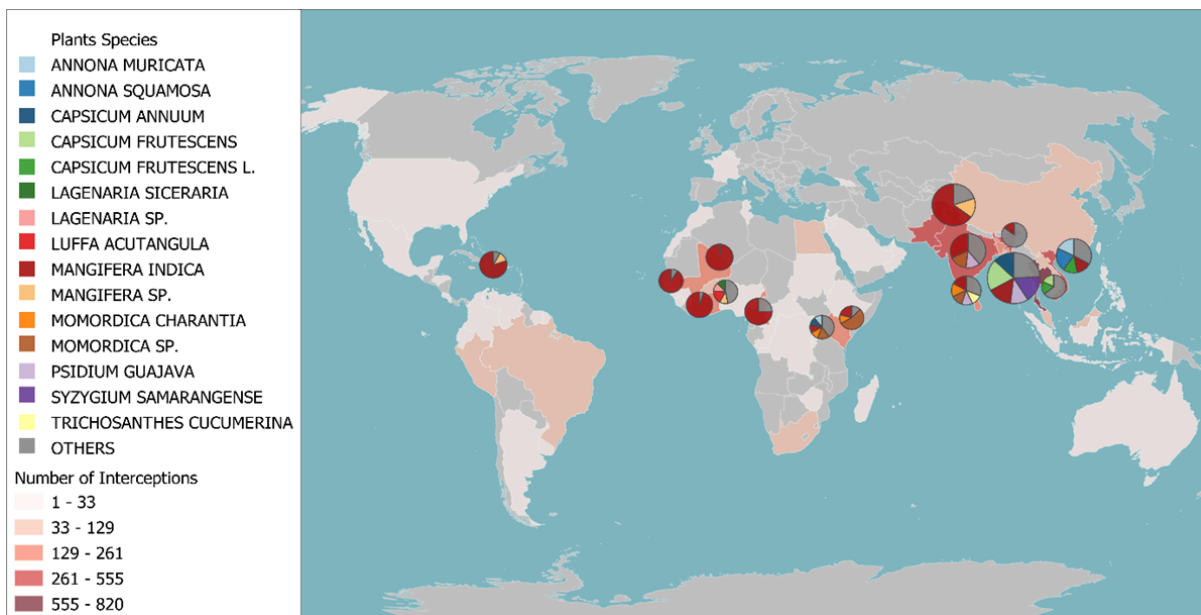 Plants Species
ANNONA MURICATA
ANNONA SQUAMOSA
CAPSICUM ANNUUM
CAPSICUM FRUTESCENS
CAPSICUM FRUTESCENS L.
LAGENARIA SICERARIA
LAGENARIA SP.
LUFFA ACUTANGULA
MANGIFERA INDICA
MANGIFERA SP.
MOMORDICA CHARANTIA
MOMORDICA SP.
PSIDIUM GUAJAVA
SYZYGIUM SAMARANGENSE
TRICHOSANTHES CUCUMERINA
OTHERS
Number of Interceptions
1 - 33
33 - 129
129 - 261
261 - 555
555 - 820